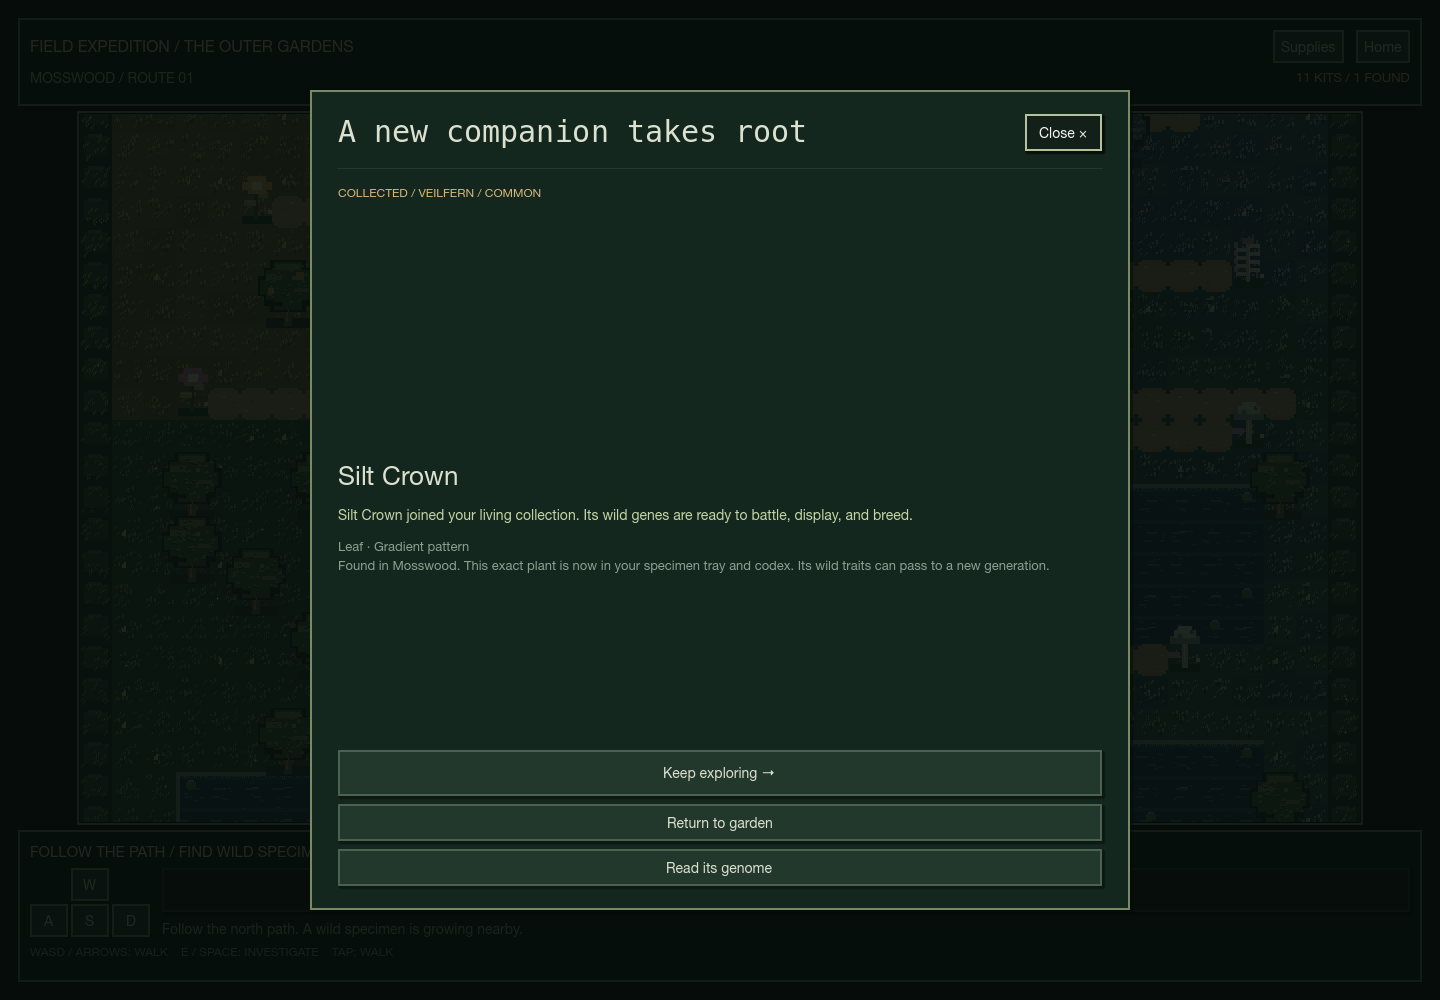 FIELD EXPEDITION / THE OUTER GARDENS
Supplies
Home
MOSSWOOD / ROUTE 01
11 KITS / 1 FOUND
A new companion takes root
Close ×
COLLECTED / VEILFERN / COMMON
Silt Crown
Silt Crown joined your living collection. Its wild genes are ready to battle, display, and breed.
Leaf · Gradient pattern
Found in Mosswood. This exact plant is now in your specimen tray and codex. Its wild traits can pass to a new generation.
Keep exploring →
Return to garden
Read its genome
FOLLOW THE PATH / FIND WILD SPECIM
W
A S D
Follow the north path. A wild specimen is growing nearby.
WASD / ARROWS: WALK E / SPACE: INVESTIGATE TAP: WALK